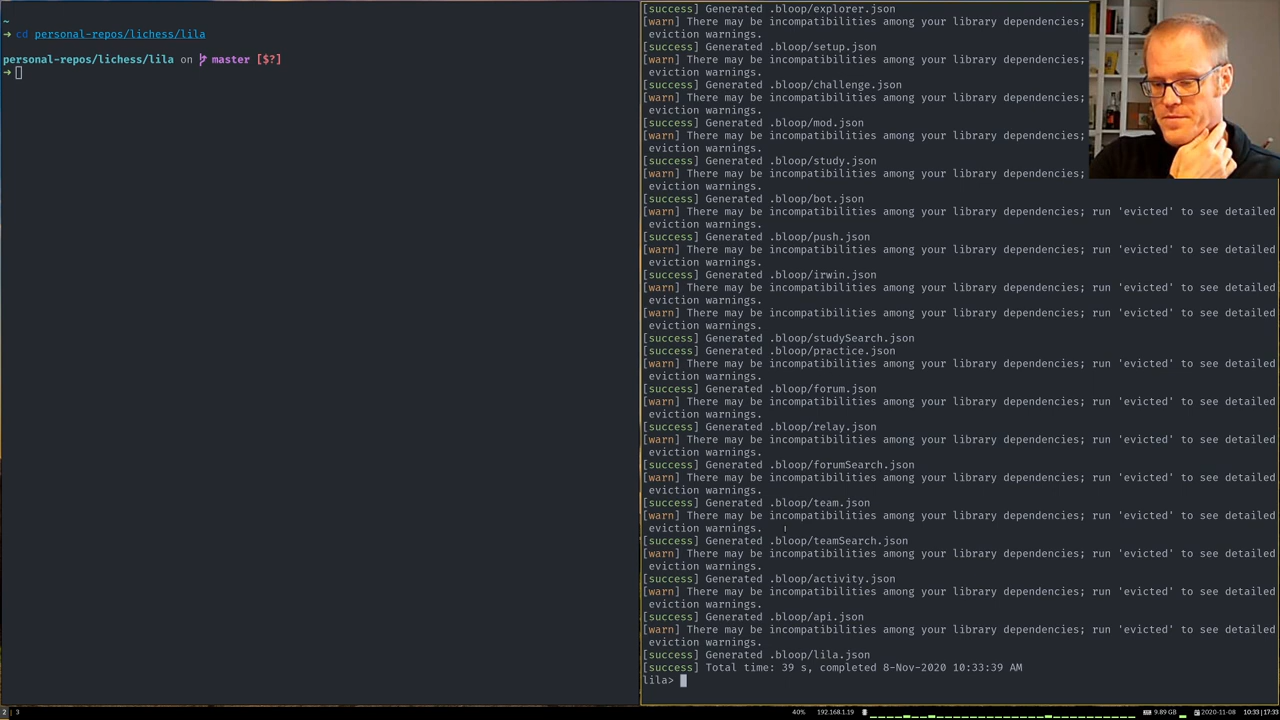 ~
→ cd personal-repos/lichess/lila
personal-repos/lichess/lila on master [$?]
→
[success] Generated .bloop/explorer.json
[warn] There may be incompatibilities among your library dependencies;
eviction warnings.
[success] Generated .bloop/setup.json
[warn] There may be incompatibilities among your library dependencies;
eviction warnings.
[success] Generated .bloop/challenge.json
[warn] There may be incompatibilities among your library dependencies;
eviction warnings.
[success] Generated .bloop/mod.json
[warn] There may be incompatibilities among your library dependencies;
eviction warnings.
[success] Generated .bloop/study.json
[warn] There may be incompatibilities among your library dependencies;
eviction warnings.
[success] Generated .bloop/bot.json
[warn] There may be incompatibilities among your library dependencies; run 'evicted' to see detailed
eviction warnings.
[success] Generated .bloop/push.json
[warn] There may be incompatibilities among your library dependencies; run 'evicted' to see detailed
eviction warnings.
[success] Generated .bloop/irwin.json
[warn] There may be incompatibilities among your library dependencies; run 'evicted' to see detailed
eviction warnings.
[warn] There may be incompatibilities among your library dependencies; run 'evicted' to see detailed
eviction warnings.
[success] Generated .bloop/studySearch.json
[success] Generated .bloop/practice.json
[warn] There may be incompatibilities among your library dependencies; run 'evicted' to see detailed
eviction warnings.
[success] Generated .bloop/forum.json
[warn] There may be incompatibilities among your library dependencies; run 'evicted' to see detailed
eviction warnings.
[success] Generated .bloop/relay.json
[warn] There may be incompatibilities among your library dependencies; run 'evicted' to see detailed
eviction warnings.
[success] Generated .bloop/forumSearch.json
[warn] There may be incompatibilities among your library dependencies; run 'evicted' to see detailed
eviction warnings.
[success] Generated .bloop/team.json
[warn] There may be incompatibilities among your library dependencies; run 'evicted' to see detailed
eviction warnings.
[success] Generated .bloop/teamSearch.json
[warn] There may be incompatibilities among your library dependencies; run 'evicted' to see detailed
eviction warnings.
[success] Generated .bloop/activity.json
[warn] There may be incompatibilities among your library dependencies; run 'evicted' to see detailed
eviction warnings.
[success] Generated .bloop/api.json
[warn] There may be incompatibilities among your library dependencies; run 'evicted' to see detailed
eviction warnings.
[success] Generated .bloop/lila.json
[success] Total time: 39 s, completed 8-Nov-2020 10:33:39 AM
lila>
2 | 3 40% 192.168.1.19 9.89 GB 2020-11-08 10:33|17:33